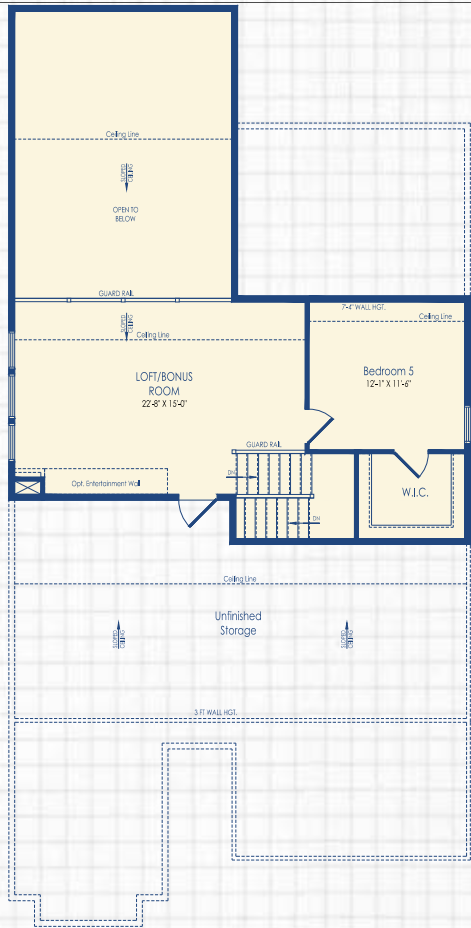 Ceiling Line
SLOPED
CEILING
OPEN TO
BELOW
GUARD RAIL
7'-4" WALL HGT.
SLOPED
CEILING
Ceiling Line
Ceiling Line
LOFT/BONUS
ROOM
22'-8" X 15'-0"
Bedroom 5
12'-1" X 11'-6"
GUARD RAIL
DN
Opt. Entertainment Wall
W.I.C.
DN
Ceiling Line
Unfinished
Storage
SLOPED
CEILING
SLOPED
CEILING
3 FT WALL HGT.